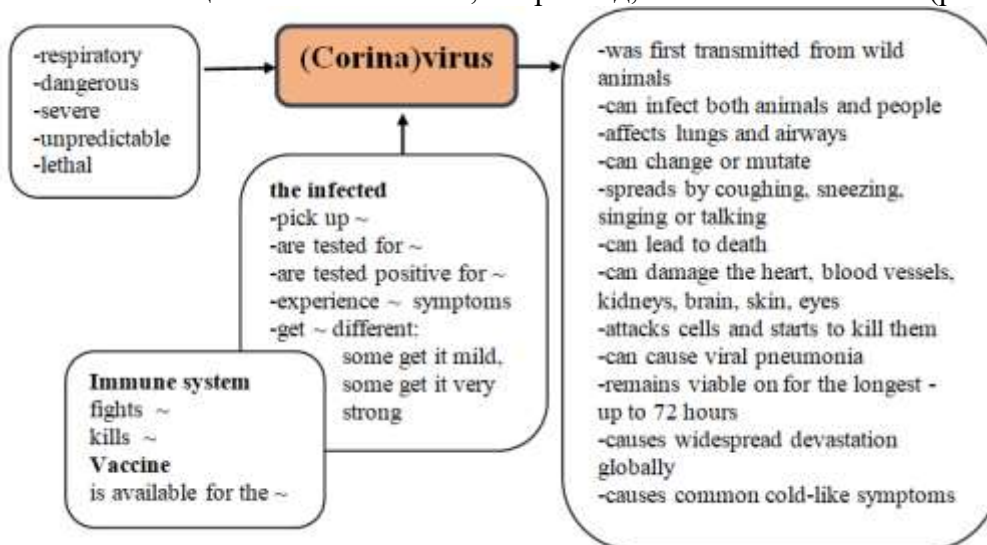 -respiratory
-dangerous
-severe
-unpredictable
-lethal
(Corina)virus
the infected
-pick up ~
-are tested for ~
-are tested positive for ~
-experience ~ symptoms
-get ~ different:
some get it mild,
some get it very
strong
Immune system
fights ~
kills ~
Vaccine
is available for the ~
-was first transmitted from wild
animals
-can infect both animals and people
-affects lungs and airways
-can change or mutate
-spreads by coughing, sneezing,
singing or talking
-can lead to death
-can damage the heart, blood vessels,
kidneys, brain, skin, eyes
-attacks cells and starts to kill them
-can cause viral pneumonia
-remains viable on for the longest -
up to 72 hours
-causes widespread devastation
globally
-causes common cold-like symptoms